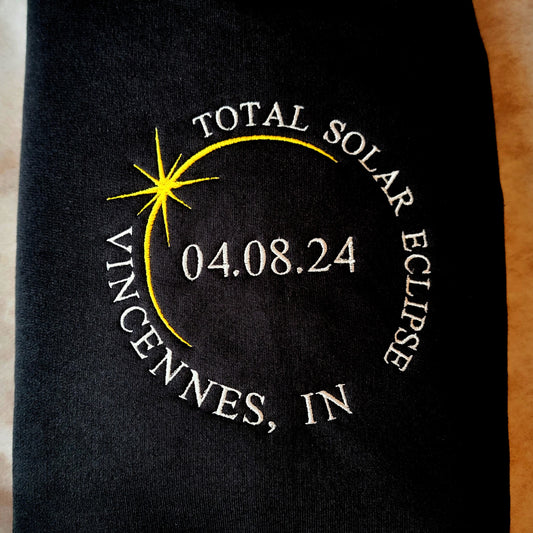 TOTAL SOLAR ECLIPSE
04.08.24
VINCENNES, IN